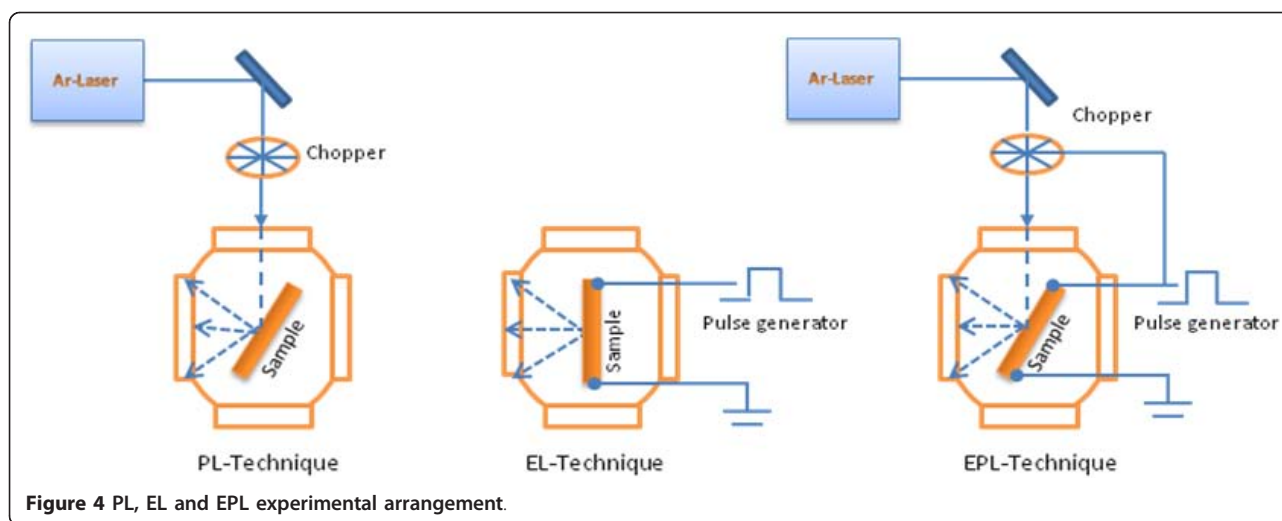 Ar-Laser
Chopper
Sample
PL-Technique
Sample
Pulse generator
EL-Technique
Ar-Laser
Chopper
Sample
Pulse generator
EPL-Technique
Figure 4 PL, EL and EPL experimental arrangement.